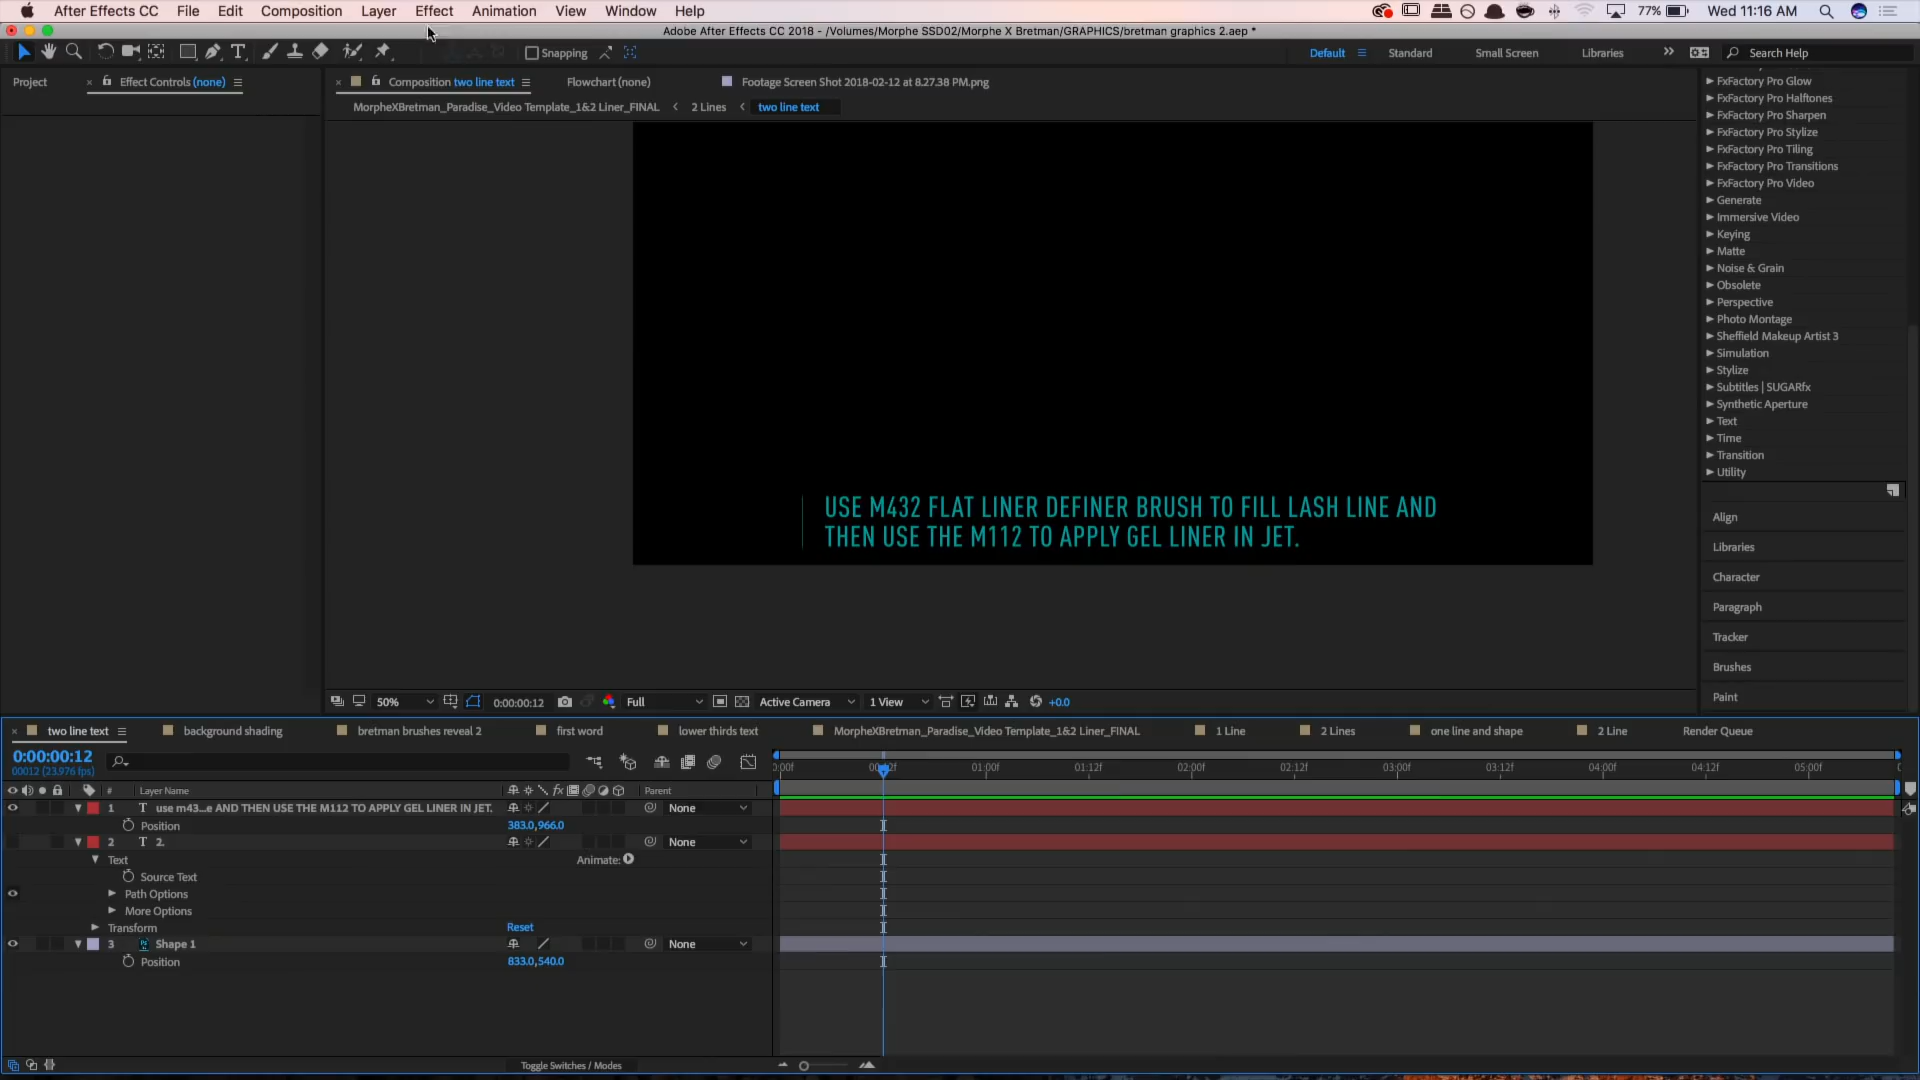 After Effects CC File Edit Composition Layer Effect Animation View Window Help 77% Wed 11:16 AM
Adobe After Effects CC 2018 - /Volumes/Morphe SSD02/Morphe X Bretman/GRAPHICS/bretman graphics 2.aep *
Snapping Default Standard Small Screen Libraries Search Help
Project Effect Controls (none) Composition two line text Flowchart (none) Footage Screen Shot 2018-02-12 at 8.27.38 PM.png
MorpheXBretman_Paradise_Video Template_1&2 Liner_FINAL 2 Lines two line text
FxFactory Pro Glow
FxFactory Pro Halftones
FxFactory Pro Sharpen
FxFactory Pro Stylize
FxFactory Pro Tiling
FxFactory Pro Transitions
FxFactory Pro Video
Generate
Immersive Video
Keying
Matte
Noise & Grain
Obsolete
Perspective
Photo Montage
Sheffield Makeup Artist 3
Simulation
Stylize
Subtitles | SUGARfx
Synthetic Aperture
Text
Time
Transition
Utility
Align
Libraries
Character
Paragraph
Tracker
Brushes
Paint
USE M432 FLAT LINER DEFINER BRUSH TO FILL LASH LINE AND
THEN USE THE M112 TO APPLY GEL LINER IN JET.
50% 0:00:00:12 Full Active Camera 1 View +0.0
two line text background shading bretman brushes reveal 2 first word lower thirds text MorpheXBretman_Paradise_Video Template_1&2 Liner_FINAL 1 Line 2 Lines one line and shape 2 Line Render Queue
0:00:00:12
00012 (23.976 fps)
01:00f 01:12f 02:00f 02:12f 03:00f 03:12f 04:00f 04:12f 05:00f
# Layer Name fx Parent
1 T use m43...e AND THEN USE THE M112 TO APPLY GEL LINER IN JET. None
Position 383.0,966.0
2 T 2. None
Text Animate:
Source Text
Path Options
More Options
Transform Reset
3 Shape 1 None
Position 833.0,540.0
Toggle Switches / Modes